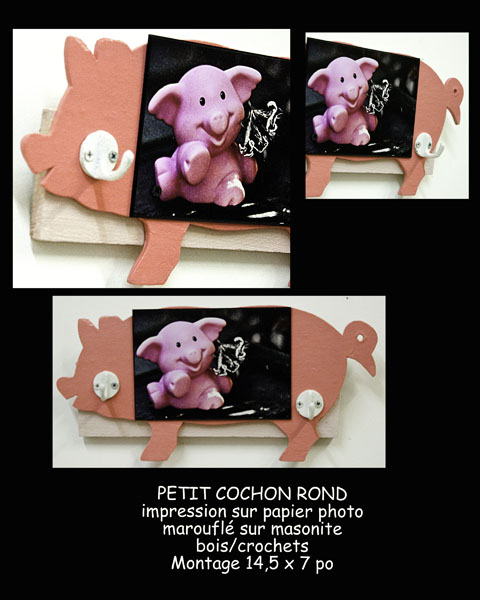 PETIT COCHON ROND
impression sur papier photo
marouflé sur masonite
bois/crochets
Montage 14,5 x 7 po